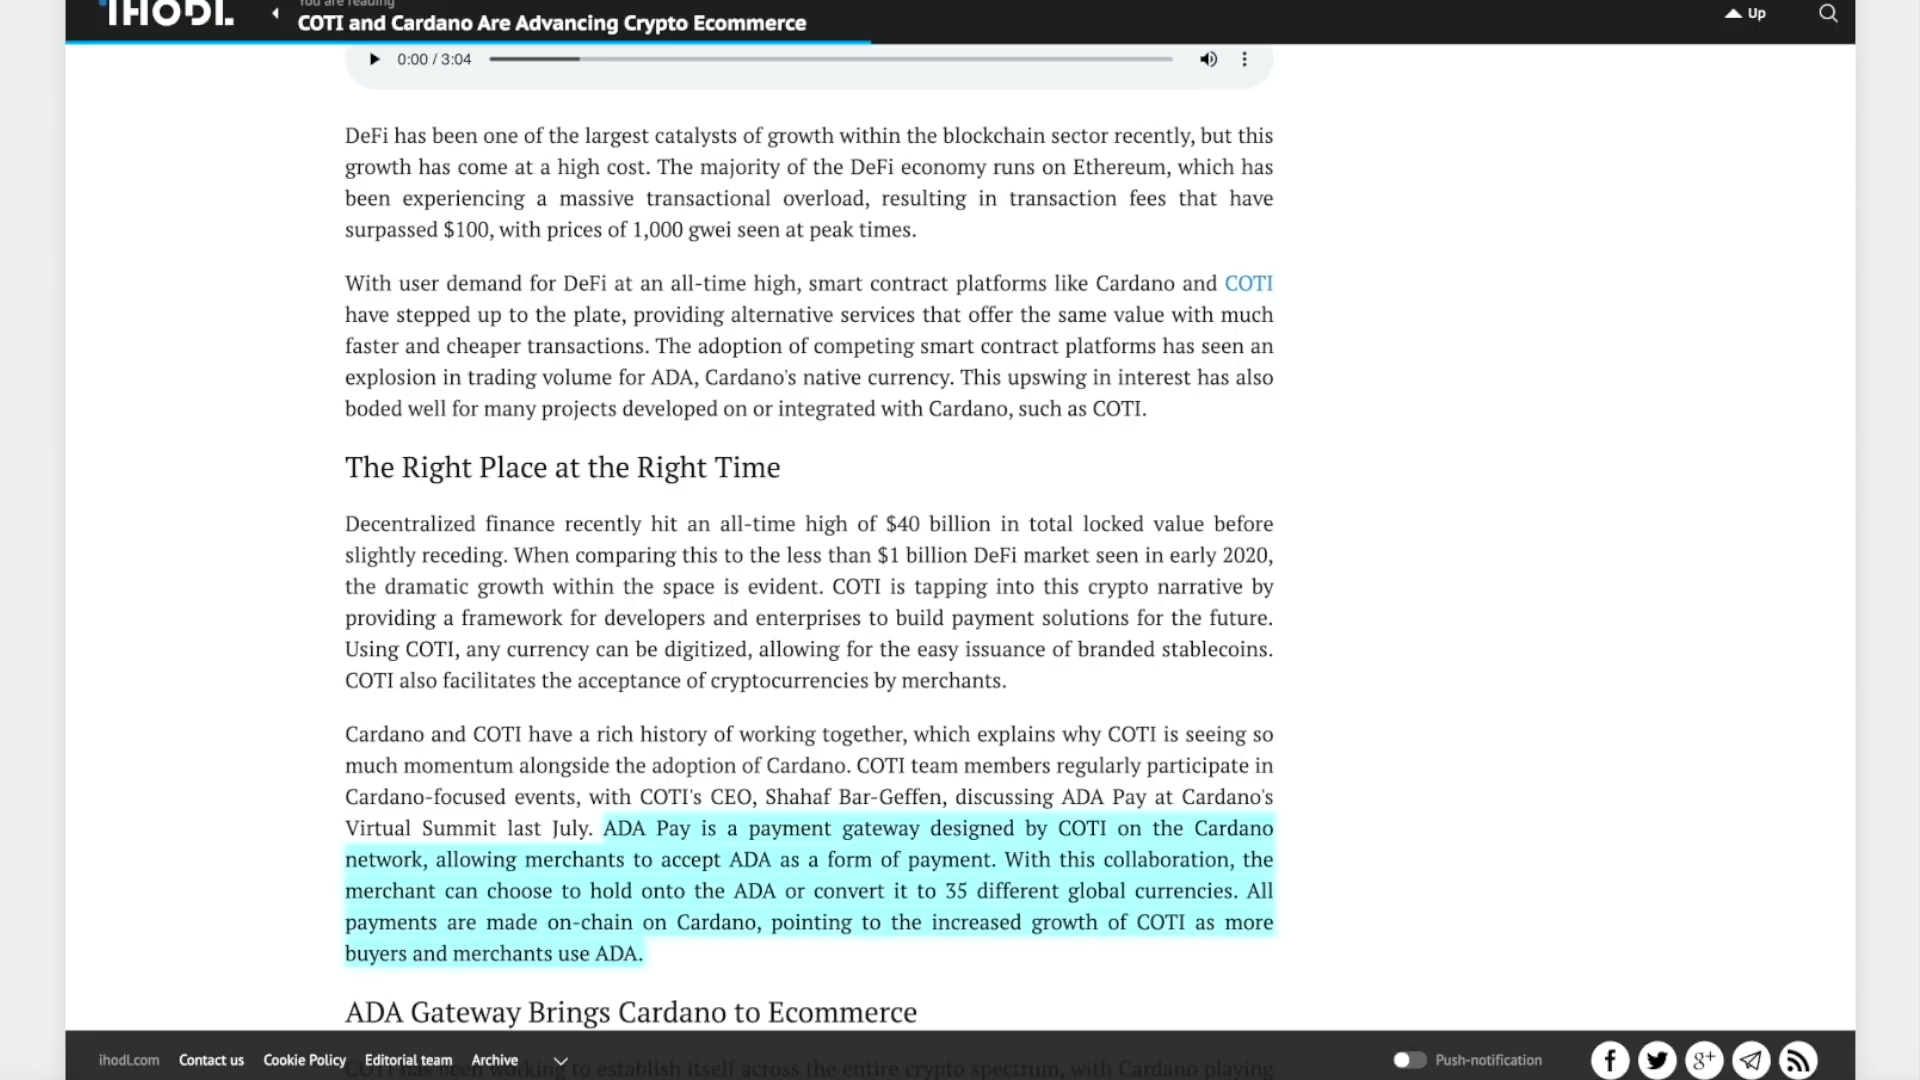 iHODL
You are reading
COTI and Cardano Are Advancing Crypto Ecommerce
Up
0:00 / 3:04
DeFi has been one of the largest catalysts of growth within the blockchain sector recently, but this
growth has come at a high cost. The majority of the DeFi economy runs on Ethereum, which has
been experiencing a massive transactional overload, resulting in transaction fees that have
surpassed $100, with prices of 1,000 gwei seen at peak times.
With user demand for DeFi at an all-time high, smart contract platforms like Cardano and COTI
have stepped up to the plate, providing alternative services that offer the same value with much
faster and cheaper transactions. The adoption of competing smart contract platforms has seen an
explosion in trading volume for ADA, Cardano's native currency. This upswing in interest has also
boded well for many projects developed on or integrated with Cardano, such as COTI.
The Right Place at the Right Time
Decentralized finance recently hit an all-time high of $40 billion in total locked value before
slightly receding. When comparing this to the less than $1 billion DeFi market seen in early 2020,
the dramatic growth within the space is evident. COTI is tapping into this crypto narrative by
providing a framework for developers and enterprises to build payment solutions for the future.
Using COTI, any currency can be digitized, allowing for the easy issuance of branded stablecoins.
COTI also facilitates the acceptance of cryptocurrencies by merchants.
Cardano and COTI have a rich history of working together, which explains why COTI is seeing so
much momentum alongside the adoption of Cardano. COTI team members regularly participate in
Cardano-focused events, with COTI's CEO, Shahaf Bar-Geffen, discussing ADA Pay at Cardano's
Virtual Summit last July. ADA Pay is a payment gateway designed by COTI on the Cardano
network, allowing merchants to accept ADA as a form of payment. With this collaboration, the
merchant can choose to hold onto the ADA or convert it to 35 different global currencies. All
payments are made on-chain on Cardano, pointing to the increased growth of COTI as more
buyers and merchants use ADA.
ADA Gateway Brings Cardano to Ecommerce
COTI has been working to establish itself across the entire crypto spectrum, with Cardano playing
ihodl.com Contact us Cookie Policy Editorial team Archive Push-notification